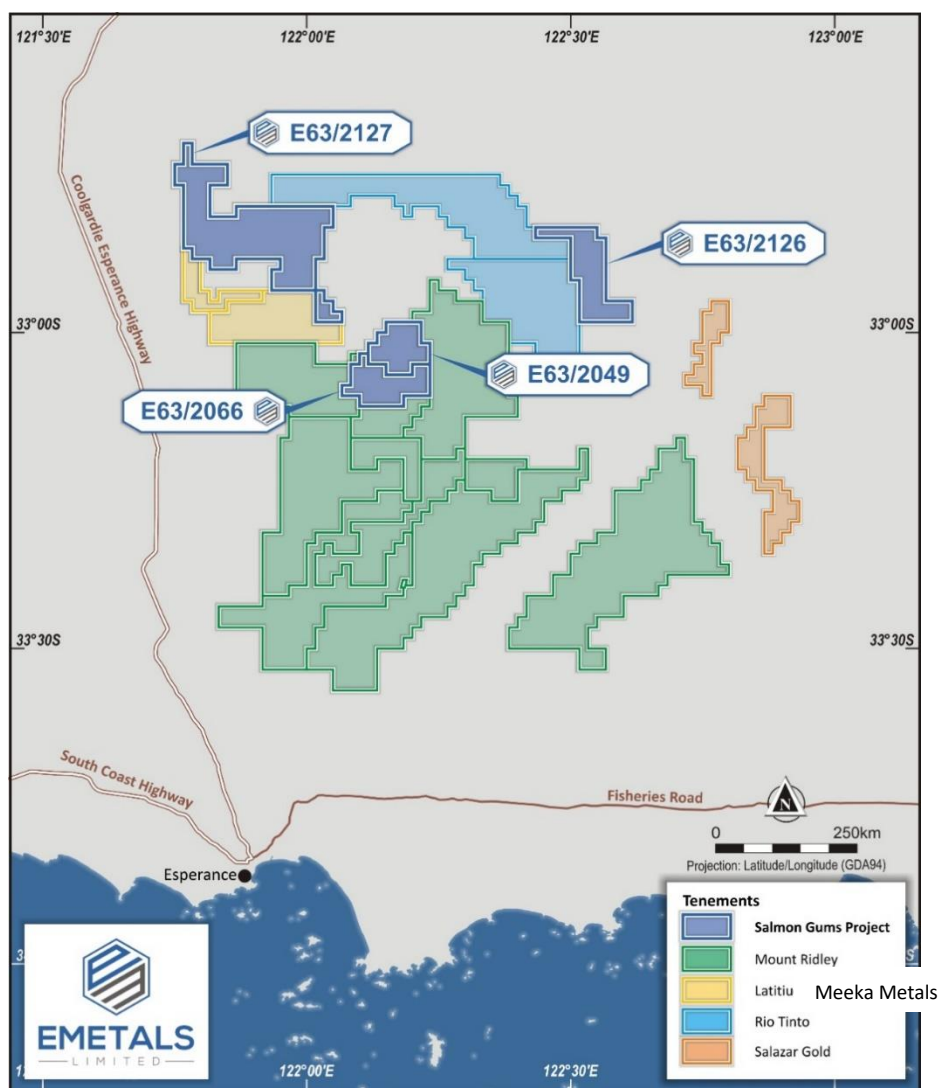 121°30'E 122°00'E 122°30'E 123°00'E
E63/2127
Coolgardie Esperance Highway
E63/2126
33°00S 33°00S
E63/2049
E63/2066
33°30S 33°30S
South Coast Highway
Fisheries Road
N
0 250km
Projection: Latitude/Longitude (GDA94)
Esperance
Tenements
Salmon Gums Project
Mount Ridley
Latitiu Meeka Metals
Rio Tinto
Salazar Gold
EMETALS
LIMITED
122°00'E 122°30'E